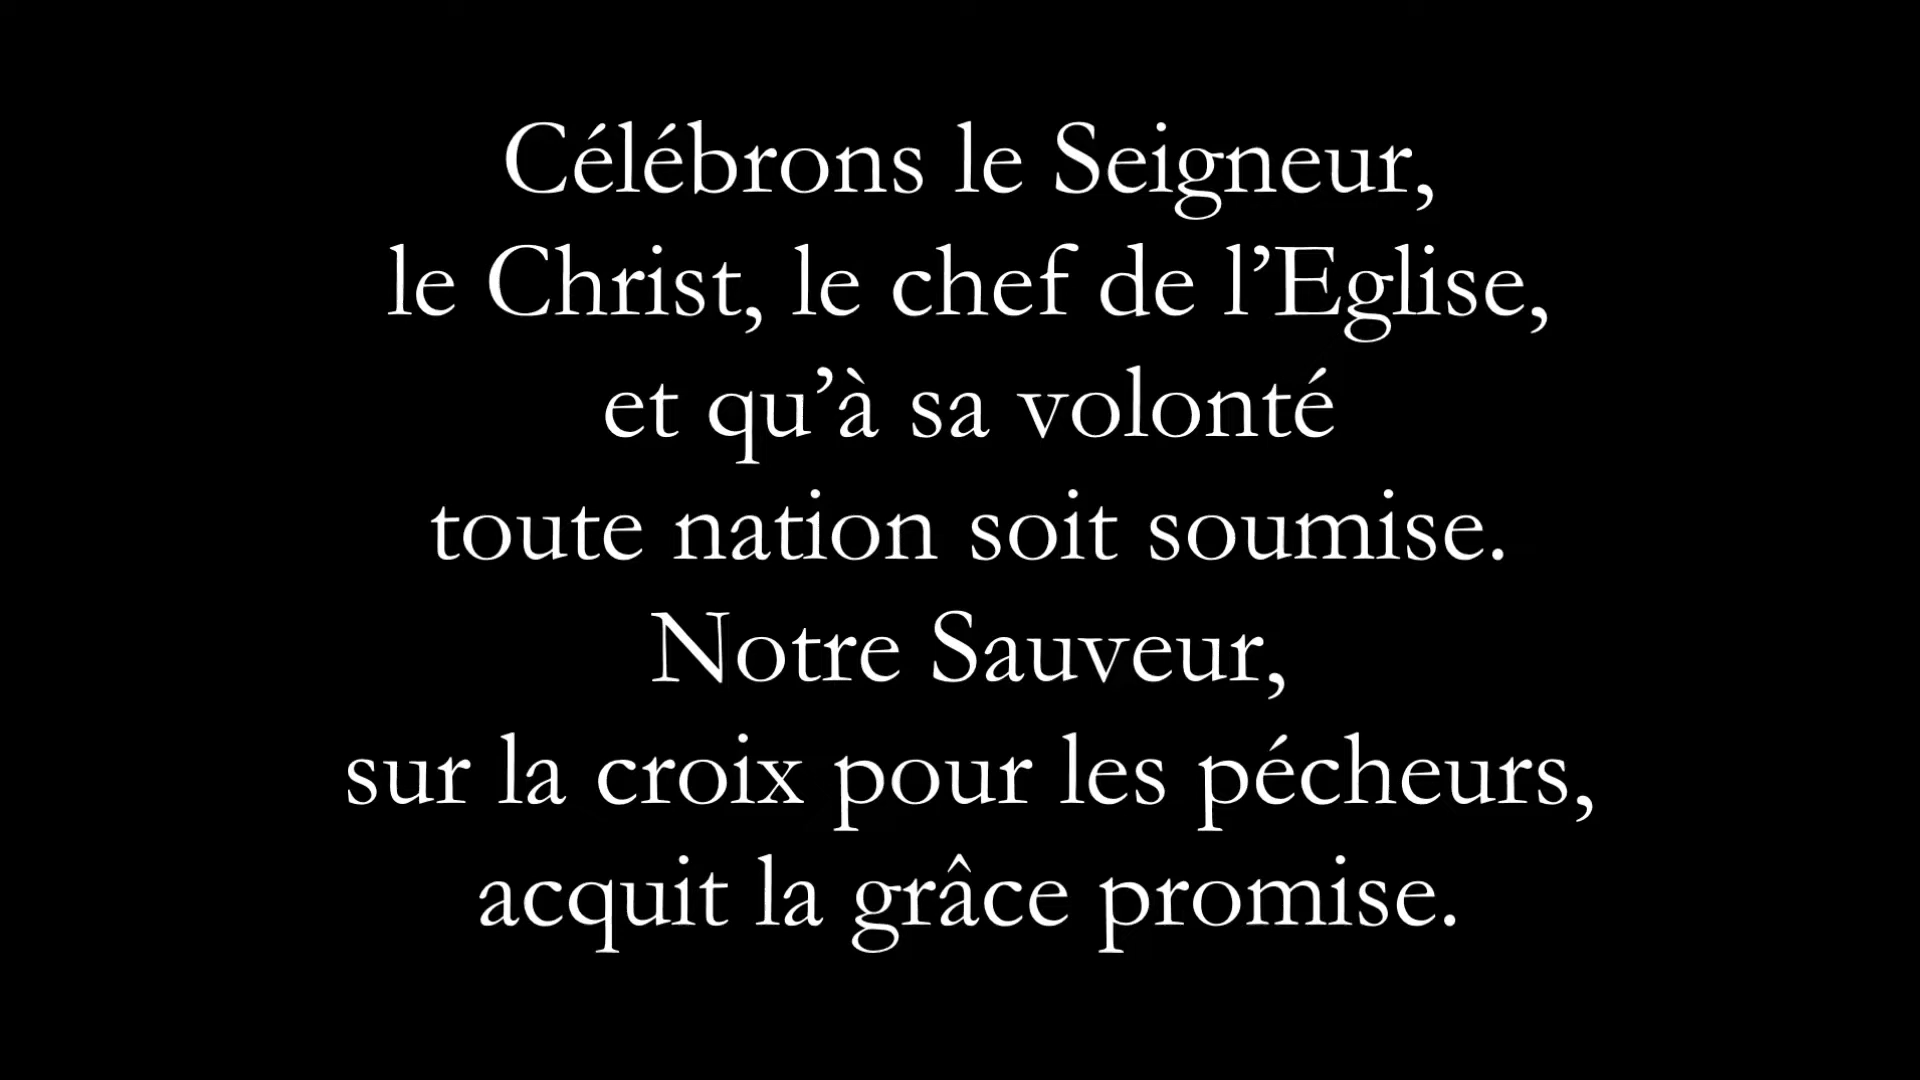 Célébrons le Seigneur,
le Christ, le chef de l’Eglise,
et qu’à sa volonté
toute nation soit soumise.
Notre Sauveur,
sur la croix pour les pécheurs,
acquit la grâce promise.